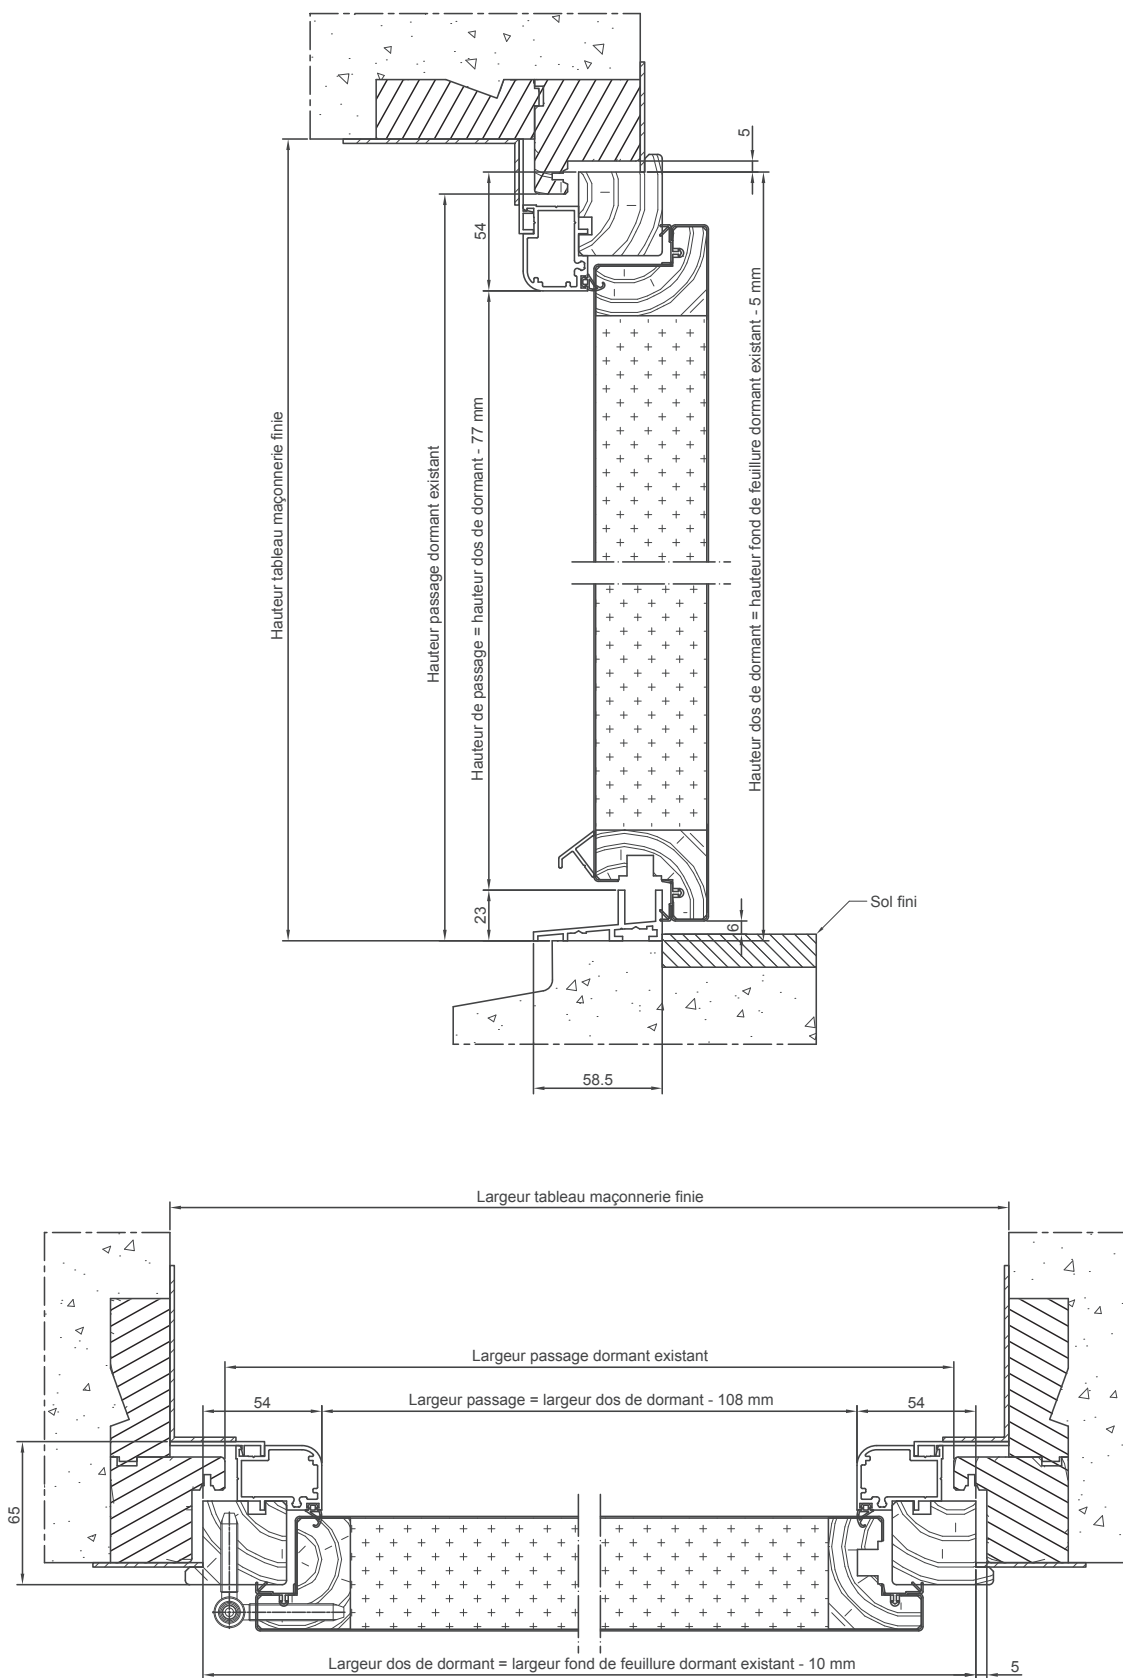 5
54
Hauteur tableau maçonnerie finie
Hauteur passage dormant existant
Hauteur de passage = hauteur dos de dormant - 77 mm
Hauteur dos de dormant = hauteur fond de feuillure dormant existant - 5 mm
23
6
Sol fini
58.5
Largeur tableau maçonnerie finie
Largeur passage dormant existant
54
Largeur passage = largeur dos de dormant - 108 mm
54
65
Largeur dos de dormant = largeur fond de feuillure dormant existant - 10 mm
5